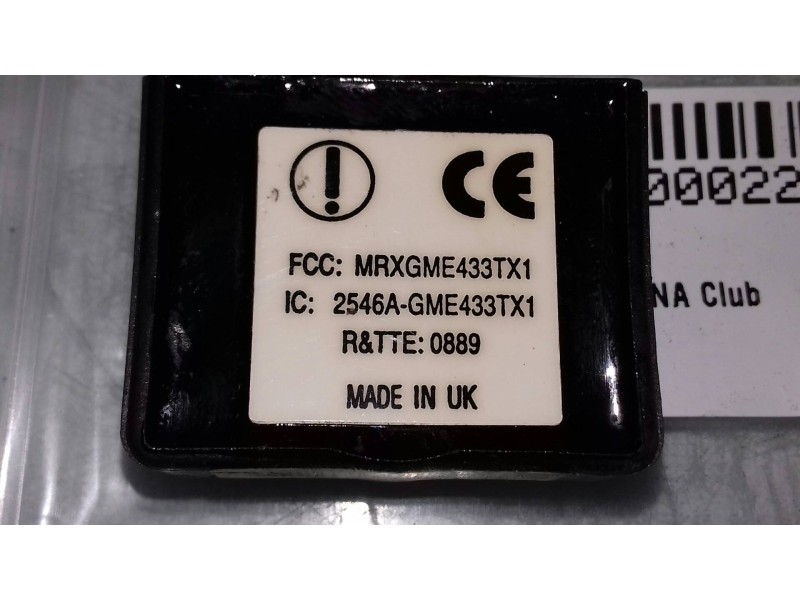 CE
FCC: MRXGME433TX1
IC: 2546A-GME433TX1
R&TTE: 0889
MADE IN UK
00022
NA Club